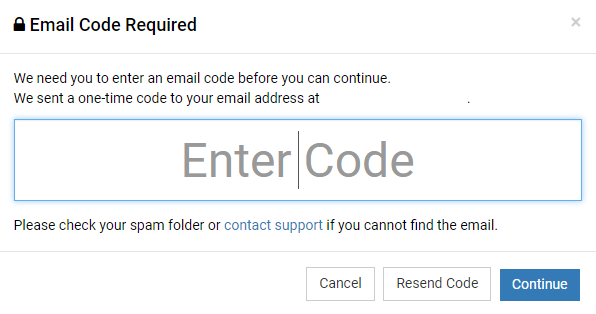 Email Code Required
×
We need you to enter an email code before you can continue.
We sent a one-time code to your email address at .
Enter Code
Please check your spam folder or contact support if you cannot find the email.
Cancel Resend Code Continue